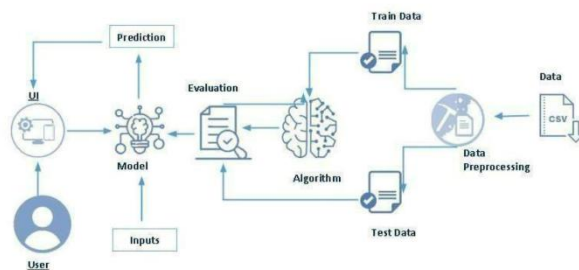 Train Data
Prediction
Evaluation
Data
UI
CSV
Model
Algorithm
Data
Preprocessing
Inputs
Test Data
User